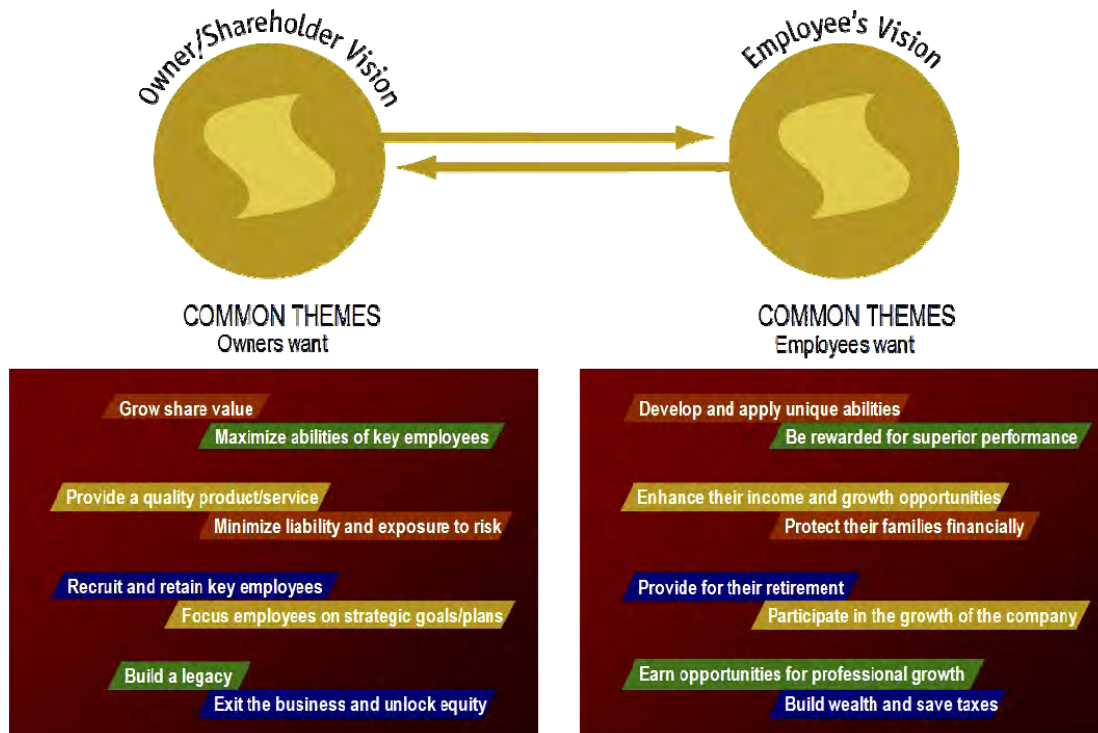 Owner/Shareholder Vision
Employee's Vision
COMMON THEMES
Owners want
Grow share value
Maximize abilities of key employees
Provide a quality product/service
Minimize liability and exposure to risk
Recruit and retain key employees
Focus employees on strategic goals/plans
Build a legacy
Exit the business and unlock equity
COMMON THEMES
Employees want
Develop and apply unique abilities
Be rewarded for superior performance
Enhance their income and growth opportunities
Protect their families financially
Provide for their retirement
Participate in the growth of the company
Earn opportunities for professional growth
Build wealth and save taxes